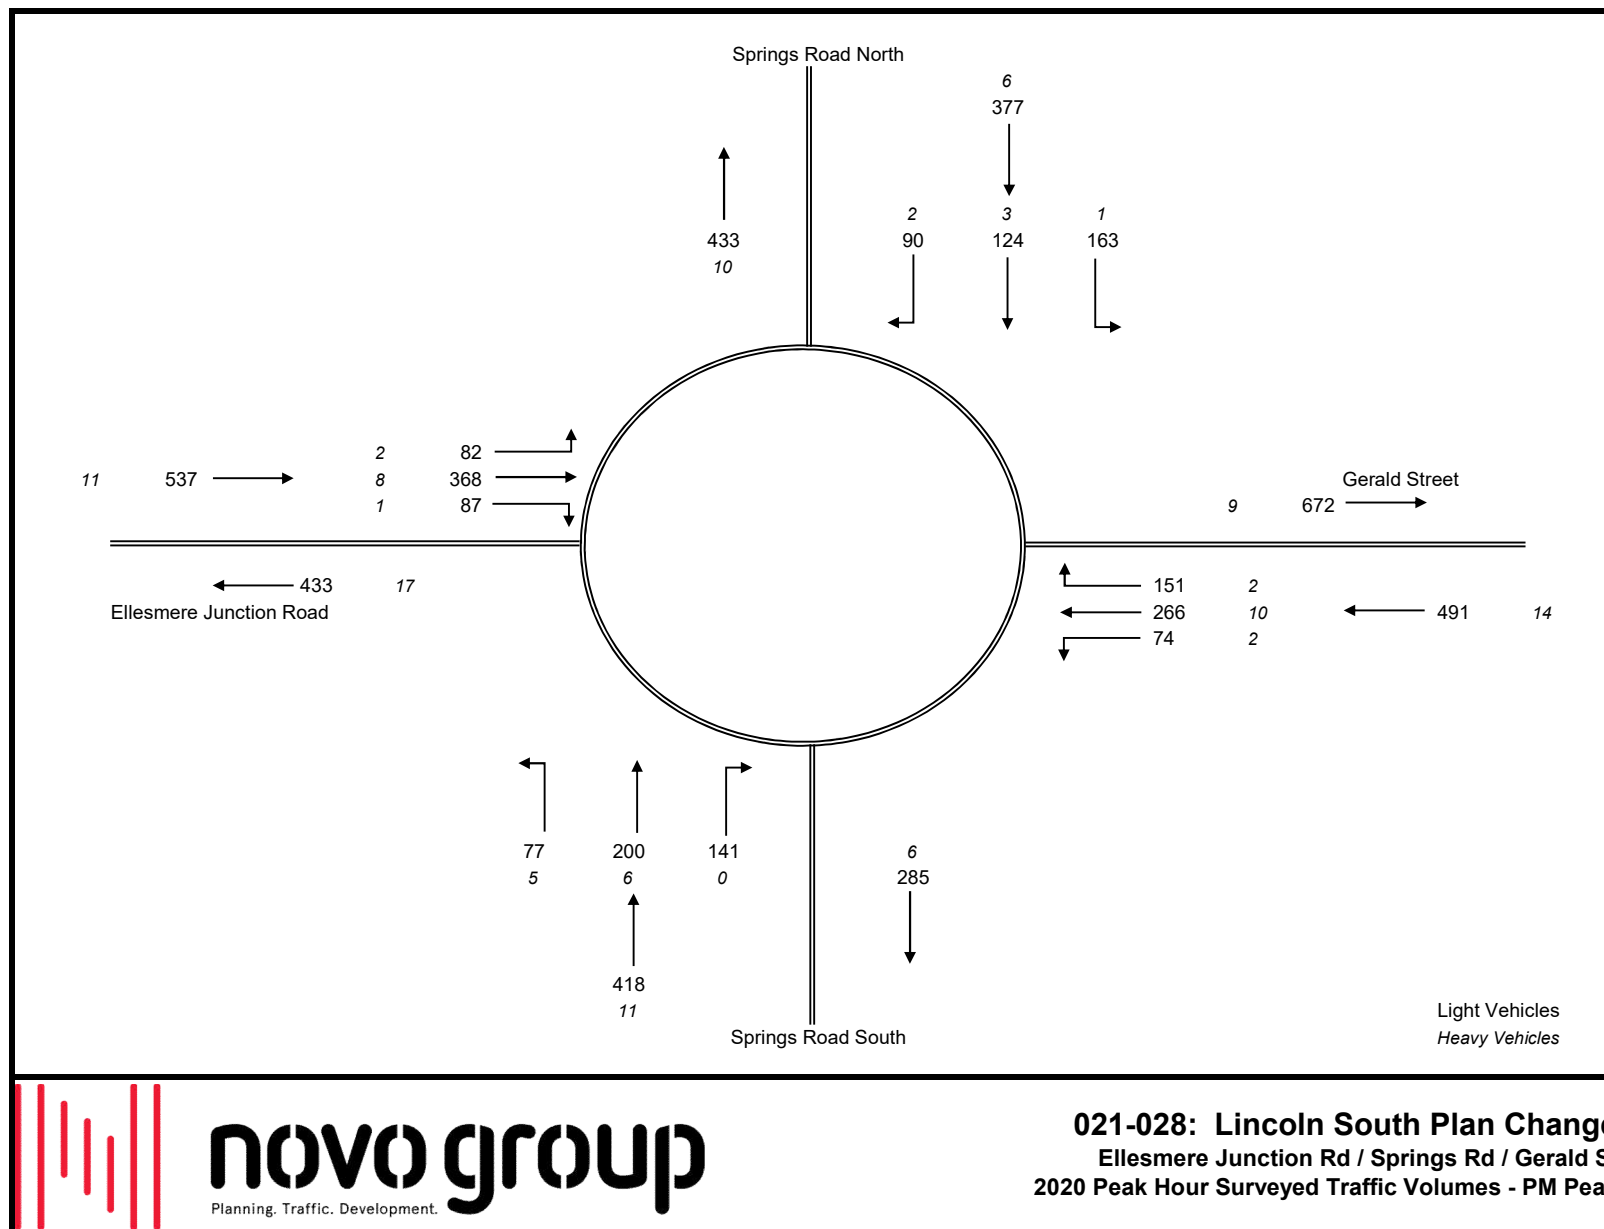 Springs Road North
6
377
2 3 1
433 90 124 163
10
2 82
11 537 8 368 Gerald Street
1 87 9 672
433 17 151 2
Ellesmere Junction Road 266 10 491 14
74 2
77 200 141 6
5 6 0 285
418
11 Light Vehicles
Springs Road South Heavy Vehicles
021-028: Lincoln South Plan Change
novo group Ellesmere Junction Rd / Springs Rd / Gerald S
2020 Peak Hour Surveyed Traffic Volumes - PM Pea
Planning. Traffic. Development.